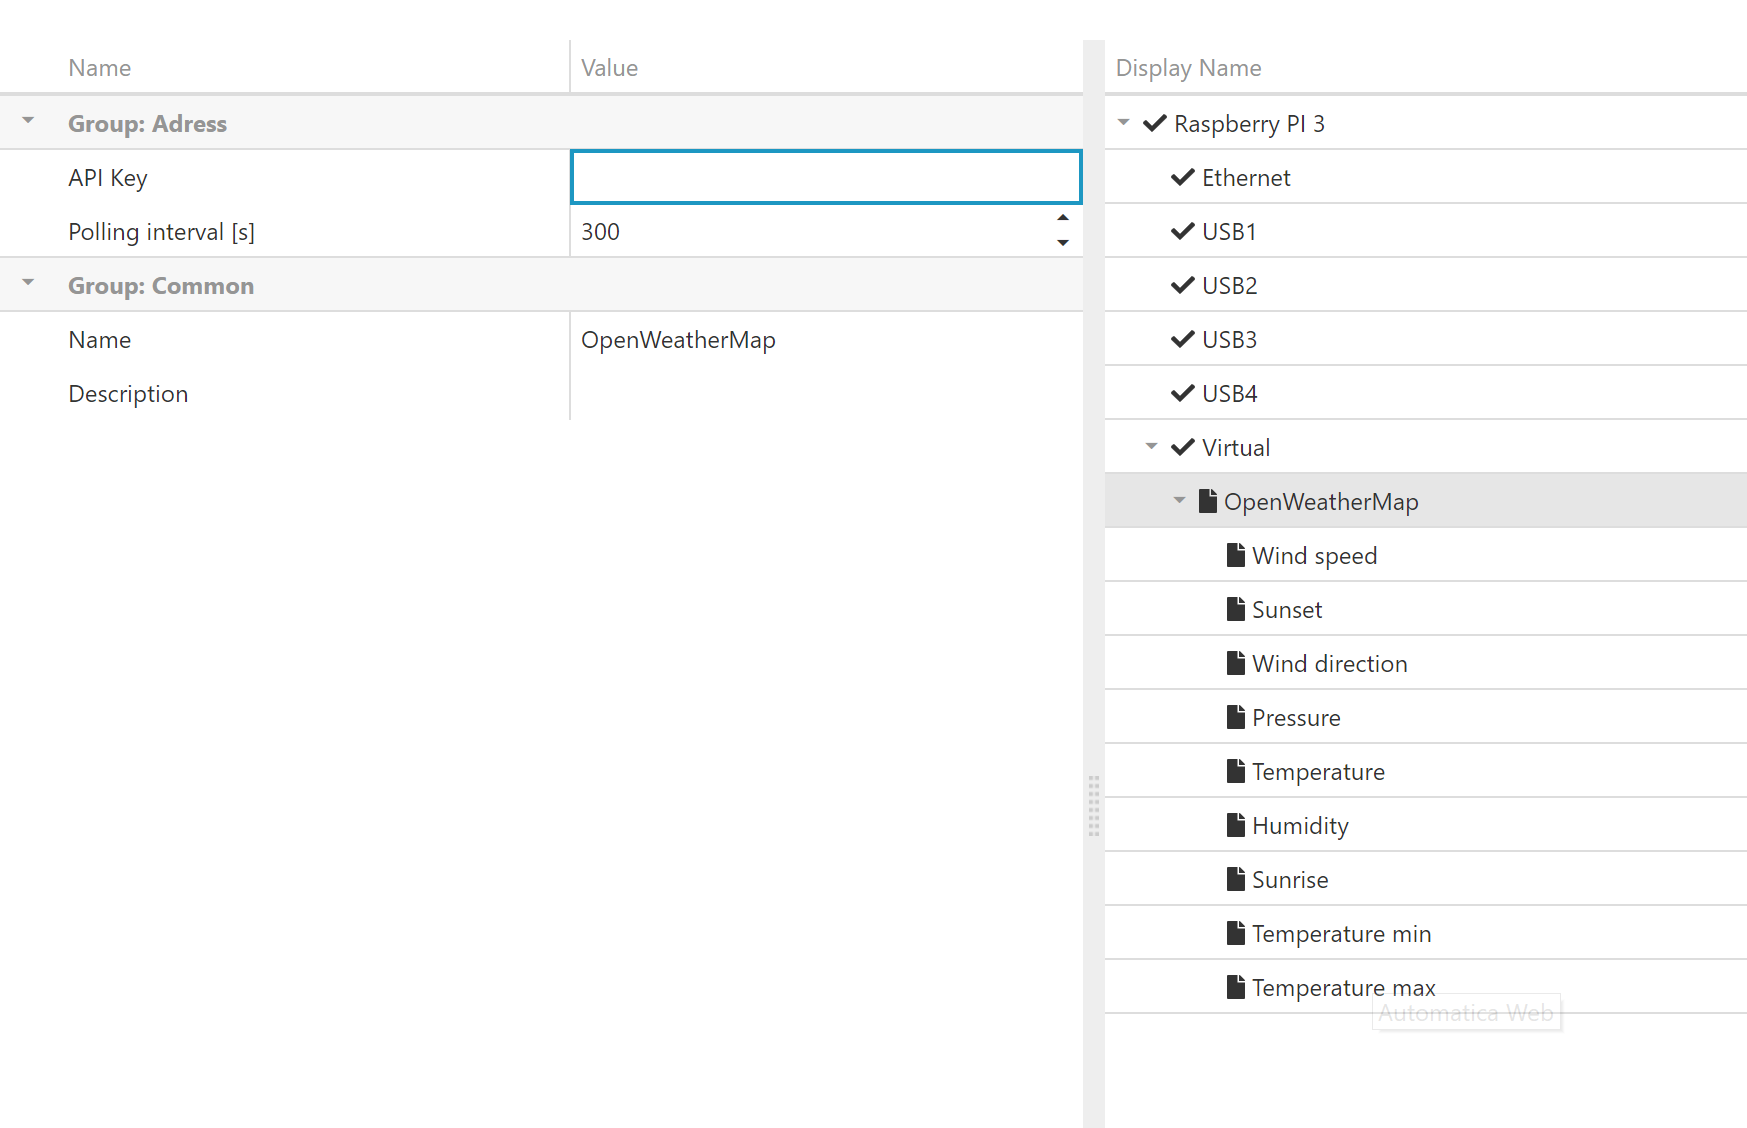 Name Value
Group: Adress
API Key
Polling interval [s] 300
Group: Common
Name OpenWeatherMap
Description
Display Name
Raspberry PI 3
Ethernet
USB1
USB2
USB3
USB4
Virtual
OpenWeatherMap
Wind speed
Sunset
Wind direction
Pressure
Temperature
Humidity
Sunrise
Temperature min
Temperature max
Automatica Web